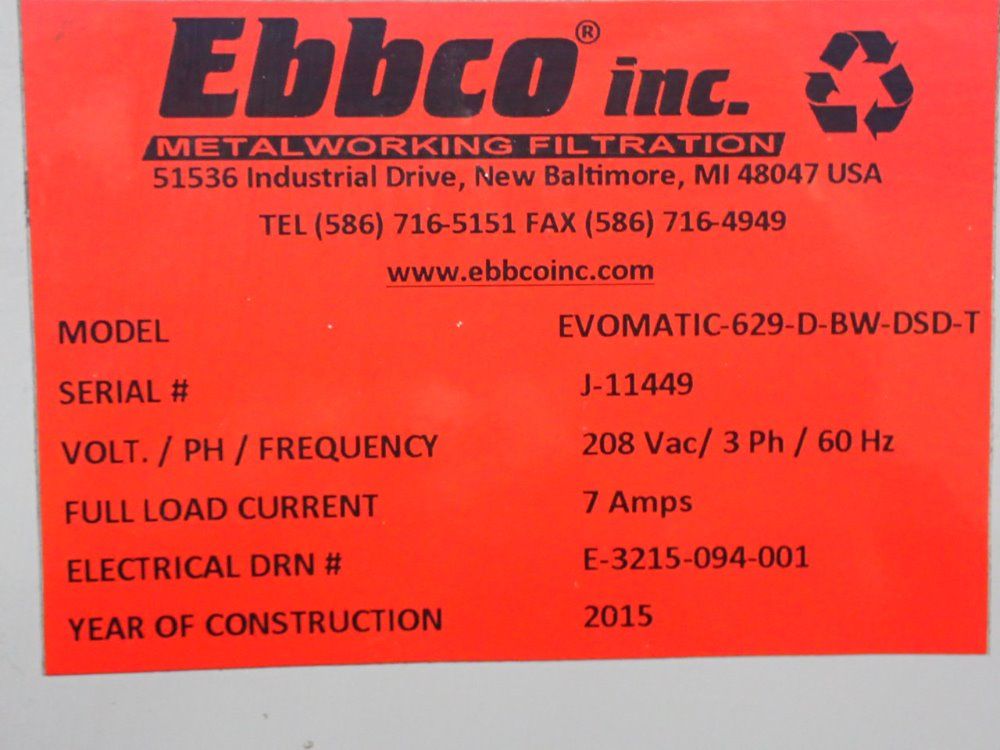 Ebbco® inc.
METALWORKING FILTRATION
51536 Industrial Drive, New Baltimore, MI 48047 USA
TEL (586) 716-5151 FAX (586) 716-4949
www.ebbcoinc.com
MODEL EVOMATIC-629-D-BW-DSD-T
SERIAL # J-11449
VOLT. / PH / FREQUENCY 208 Vac/ 3 Ph / 60 Hz
FULL LOAD CURRENT 7 Amps
ELECTRICAL DRN # E-3215-094-001
YEAR OF CONSTRUCTION 2015